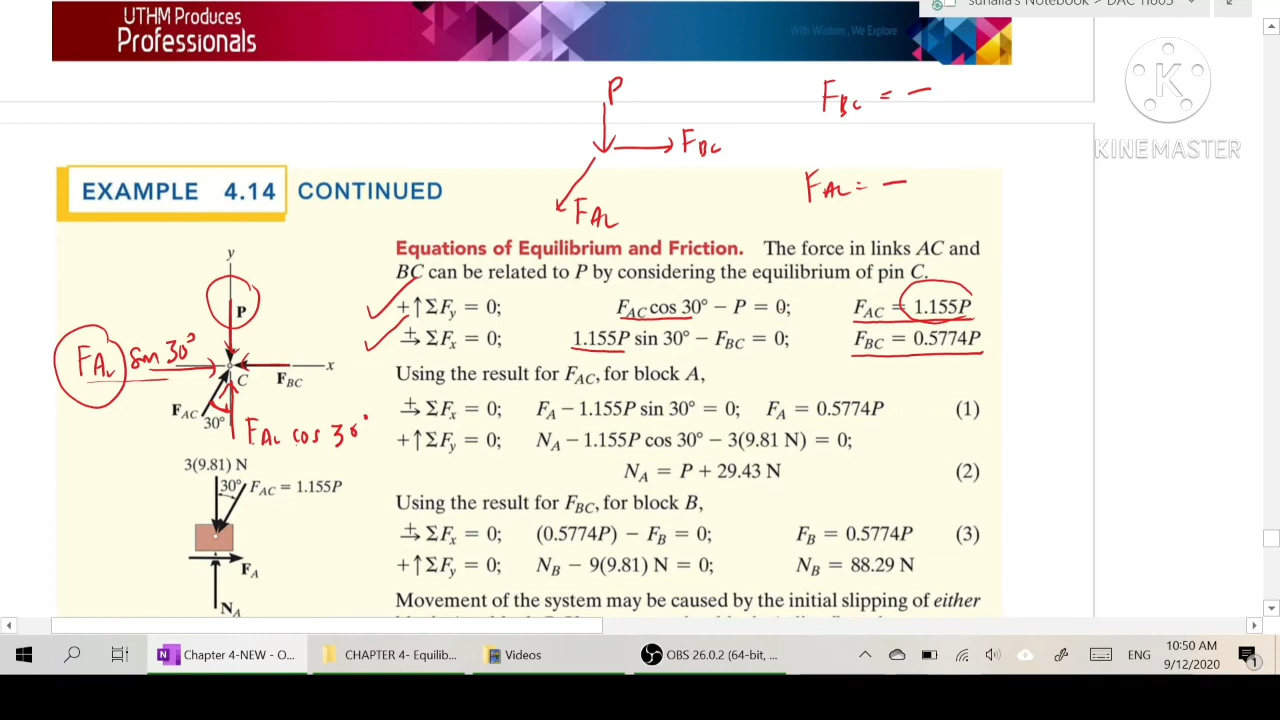 suhaila's Notebook > DAC 11803
UTHM Produces
Professionals
With Wisdom, We Explore
K
KINEMASTER
P
F_BC = —
F_BC
F_AC = —
F_AC
EXAMPLE 4.14 CONTINUED
Equations of Equilibrium and Friction. The force in links AC and
BC can be related to P by considering the equilibrium of pin C.
+↑ΣF_y = 0; F_AC cos 30° − P = 0; F_AC = 1.155P
→+ ΣF_x = 0; 1.155P sin 30° − F_BC = 0; F_BC = 0.5774P
Using the result for F_AC, for block A,
→+ ΣF_x = 0; F_A − 1.155P sin 30° = 0; F_A = 0.5774P (1)
+↑ΣF_y = 0; N_A − 1.155P cos 30° − 3(9.81 N) = 0;
N_A = P + 29.43 N (2)
Using the result for F_BC, for block B,
→+ ΣF_x = 0; (0.5774P) − F_B = 0; F_B = 0.5774P (3)
+↑ΣF_y = 0; N_B − 9(9.81) N = 0; N_B = 88.29 N
Movement of the system may be caused by the initial slipping of either
y
P
F_AC sin 30°
x
C
F_BC
F_AC
30°
F_AC cos 30°
3(9.81) N
30°
F_AC = 1.155P
F_A
N_A
Chapter 4-NEW - O...
CHAPTER 4- Equilib...
Videos
OBS 26.0.2 (64-bit, ...
ENG
10:50 AM
9/12/2020
1